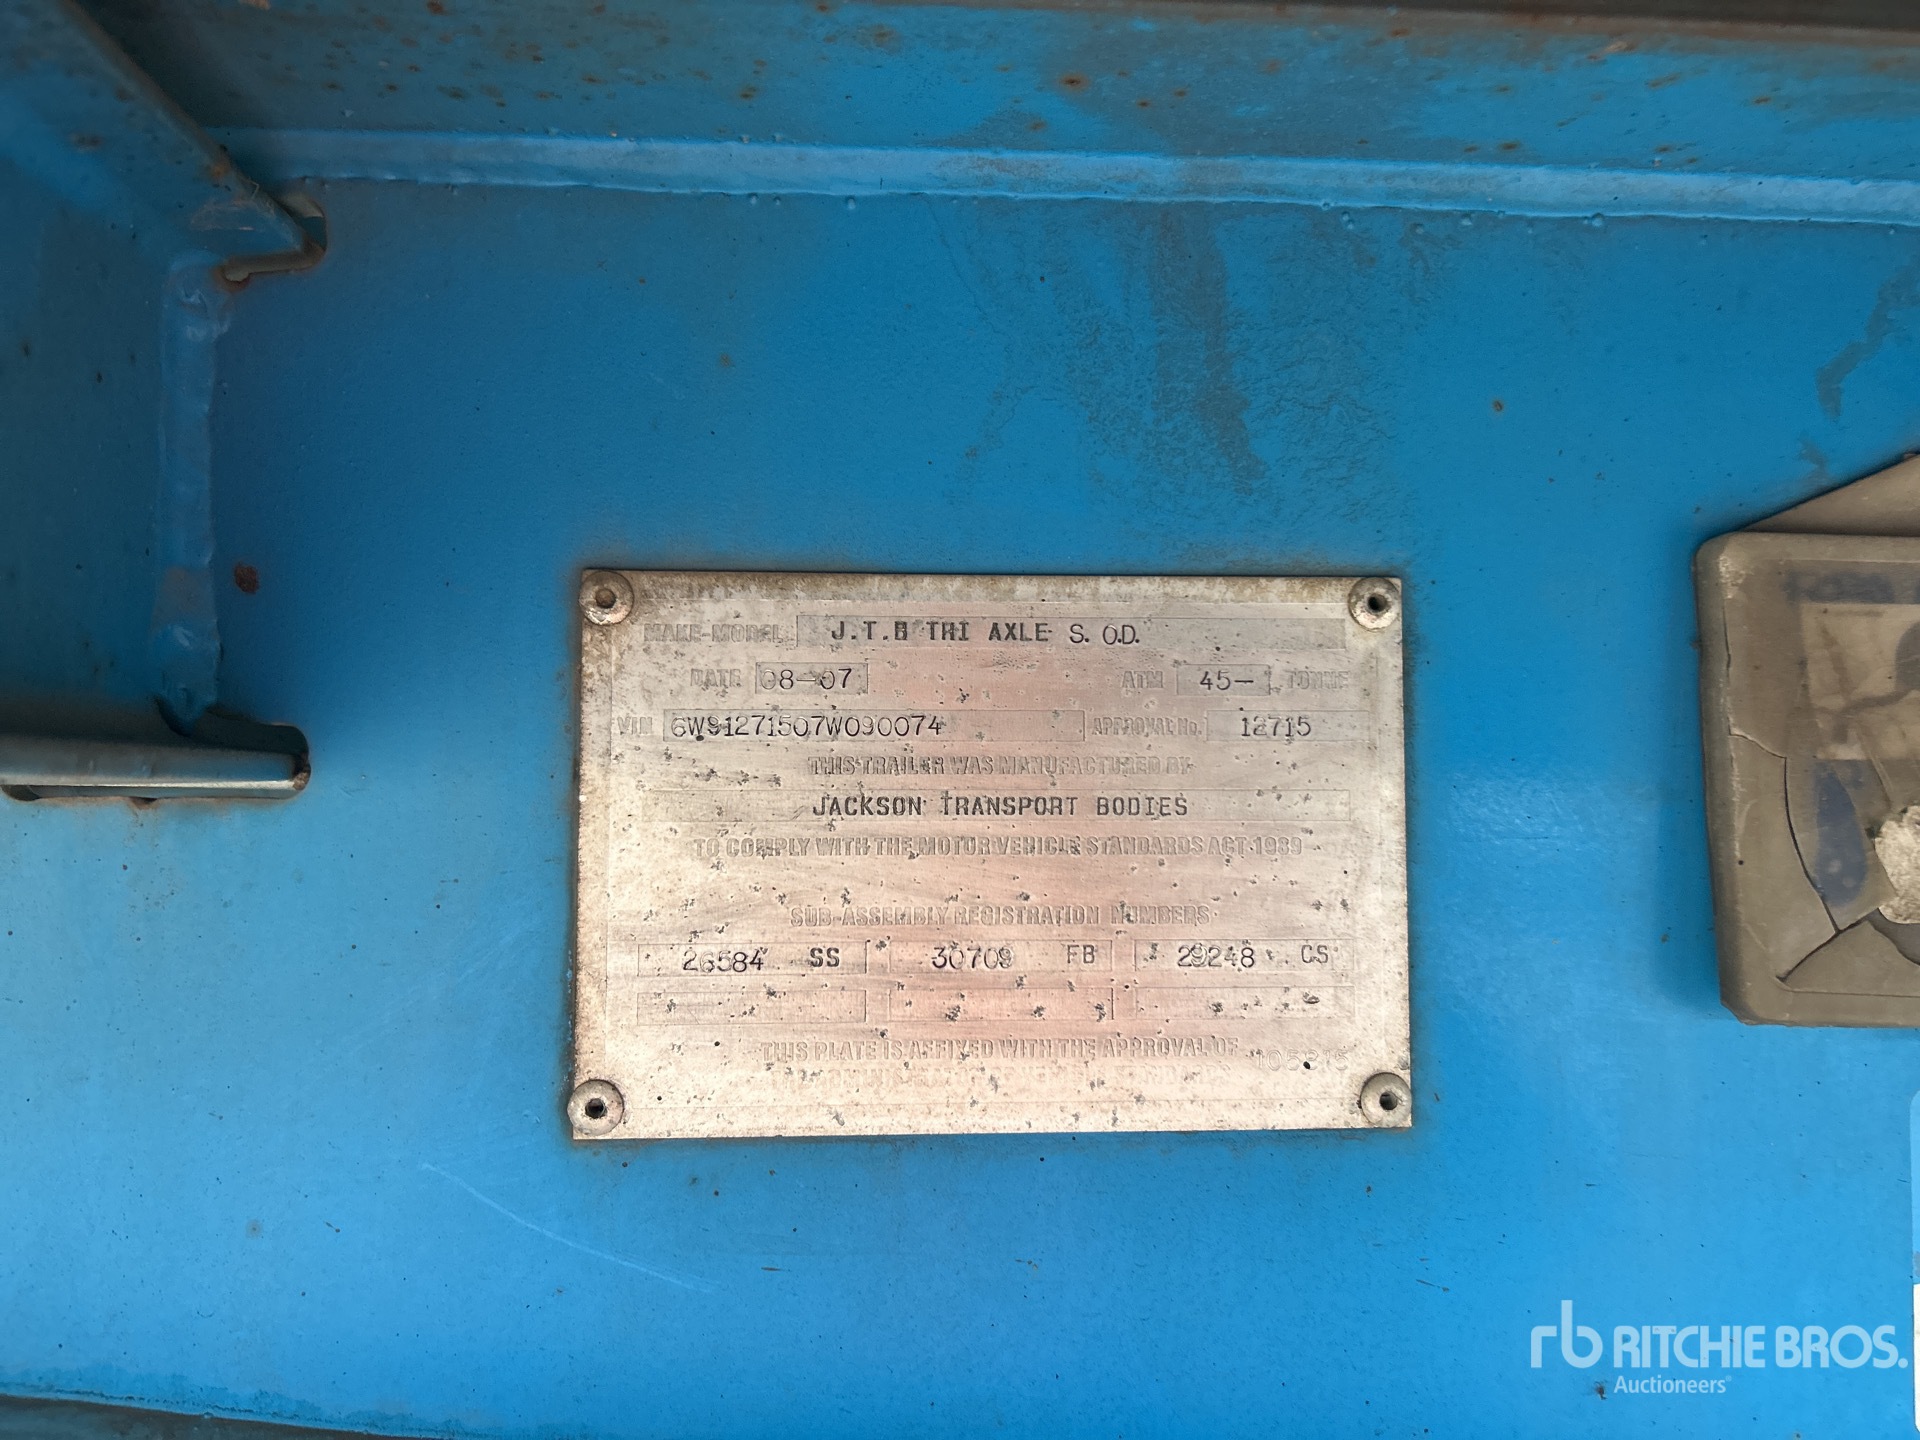 MAKE-MODEL J.T.B TRI AXLE S.O.D.
DATE 08-07 ATM 45- TONNE
VIN 6W91271507W090074 APPROVAL No. 12715
THIS TRAILER WAS MANUFACTURED BY
JACKSON TRANSPORT BODIES
TO COMPLY WITH THE MOTOR VEHICLE STANDARDS ACT 1989
SUB-ASSEMBLY REGISTRATION NUMBERS
26584 SS 30709 FB 29248 CS
THIS PLATE IS AFFIXED WITH THE APPROVAL OF
rb RITCHIE BROS.
Auctioneers